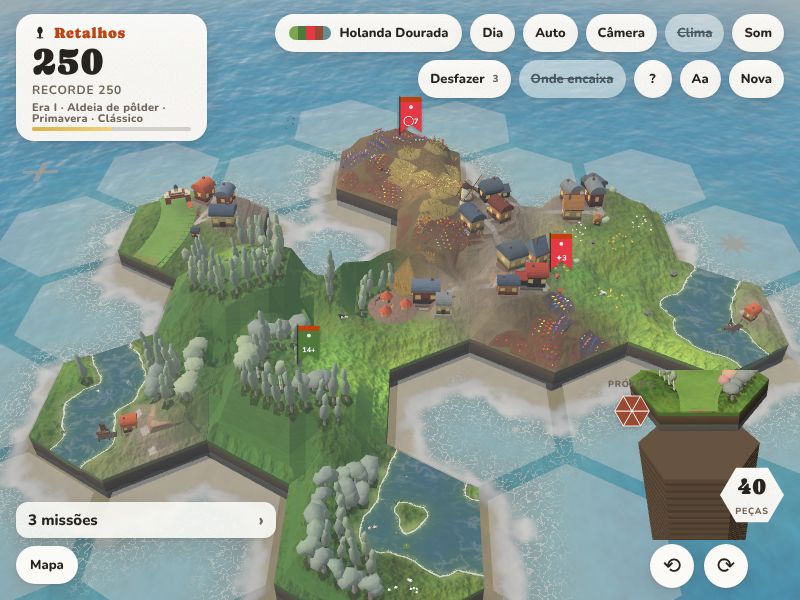 Retalhos
250
RECORDE 250
Era I · Aldeia de pôlder ·
Primavera · Clássico
Holanda Dourada
Dia
Auto
Câmera
Clima
Som
Desfazer 3
Onde encaixa
?
Aa
Nova
7
+3
14+
40
PEÇAS
3 missões ›
Mapa